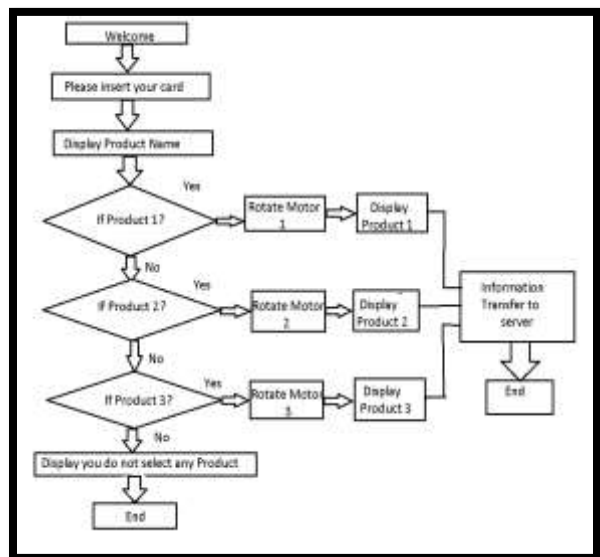 Welcome
Please insert your card
Display Product Name
Yes
If Product 1?
Rotate Motor
1
Display
Product 1
No
Yes
If Product 2?
Rotate Motor
2
Display
Product 2
Information
Transfer to
server
No
Yes
If Product 3?
Rotate Motor
3
Display
Product 3
End
No
Display you do not select any Product
End